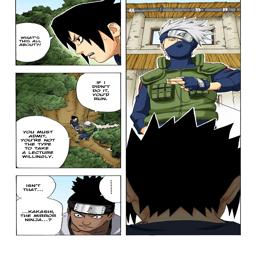 WHAT'S
THIS ALL
ABOUT?!
IF I
DIDN'T
DO IT,
YOU'D
RUN.
YOU MUST
ADMIT,
YOU'RE NOT
THE TYPE
TO TAKE
A LECTURE
WILLINGLY.
ISN'T
THAT...
...KAKASHI,
THE MIRROR
NINJA...?